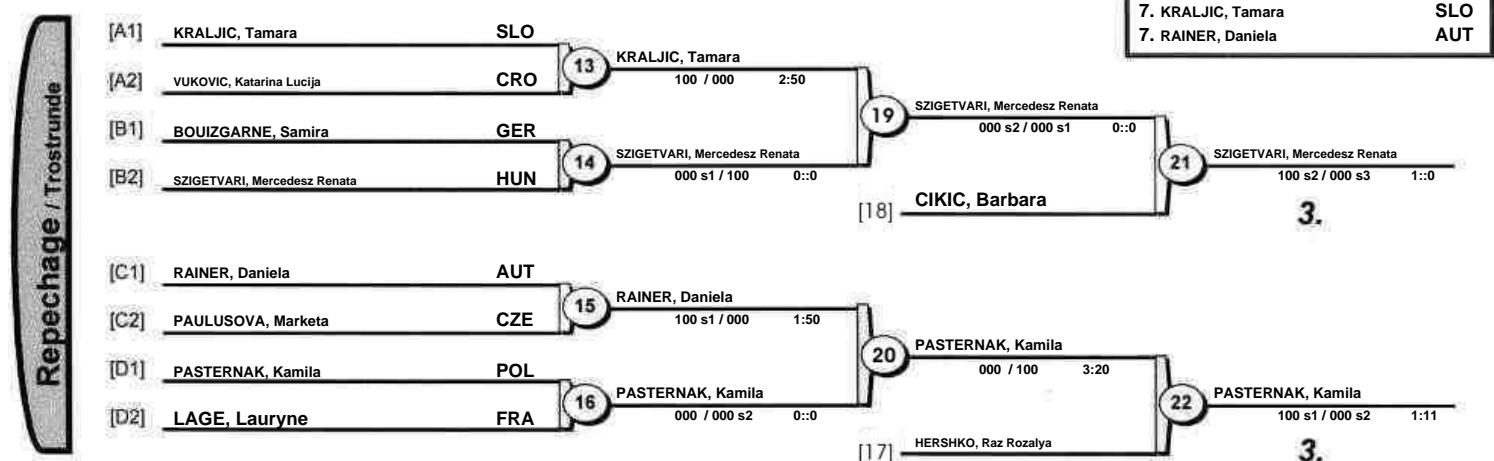 7. KRALJIC, Tamara SLO
7. RAINER, Daniela AUT
Repechage / Trostrunde
[A1] KRALJIC, Tamara SLO
13 KRALJIC, Tamara
[A2] VUKOVIC, Katarina Lucija CRO
100 / 000 2:50
19 SZIGETVARI, Mercedesz Renata
000 s2 / 000 s1 0::0
[B1] BOUIZGARNE, Samira GER
14 SZIGETVARI, Mercedesz Renata
[B2] SZIGETVARI, Mercedesz Renata HUN
000 s1 / 100 0::0
21 SZIGETVARI, Mercedesz Renata
100 s2 / 000 s3 1::0
[18] CIKIC, Barbara
3.
[C1] RAINER, Daniela AUT
15 RAINER, Daniela
[C2] PAULUSOVA, Marketa CZE
100 s1 / 000 1:50
20 PASTERNAK, Kamila
000 / 100 3:20
[D1] PASTERNAK, Kamila POL
16 PASTERNAK, Kamila
[D2] LAGE, Lauryne FRA
000 / 000 s2 0::0
22 PASTERNAK, Kamila
100 s1 / 000 s2 1:11
[17] HERSHKO, Raz Rozalya
3.